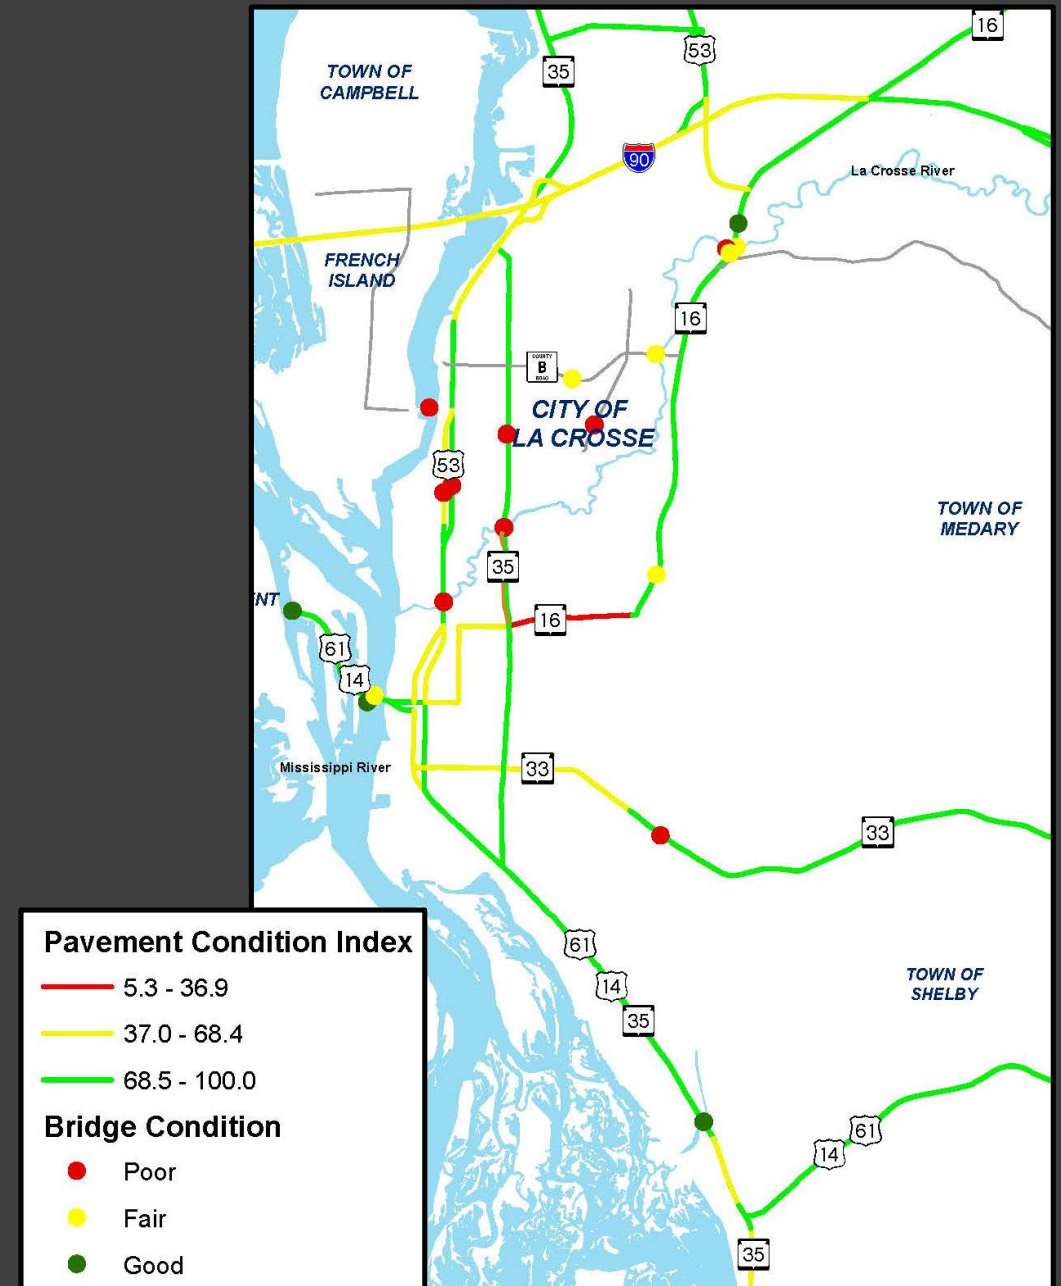 16
53
35
TOWN OF
CAMPBELL
90
La Crosse River
FRENCH
ISLAND
16
COUNTY
B
ROAD
CITY OF
LA CROSSE
53
TOWN OF
MEDARY
35
NT
16
61
14
Mississippi River
33
33
61
14
35
TOWN OF
SHELBY
61
14
35
Pavement Condition Index
5.3 - 36.9
37.0 - 68.4
68.5 - 100.0
Bridge Condition
Poor
Fair
Good